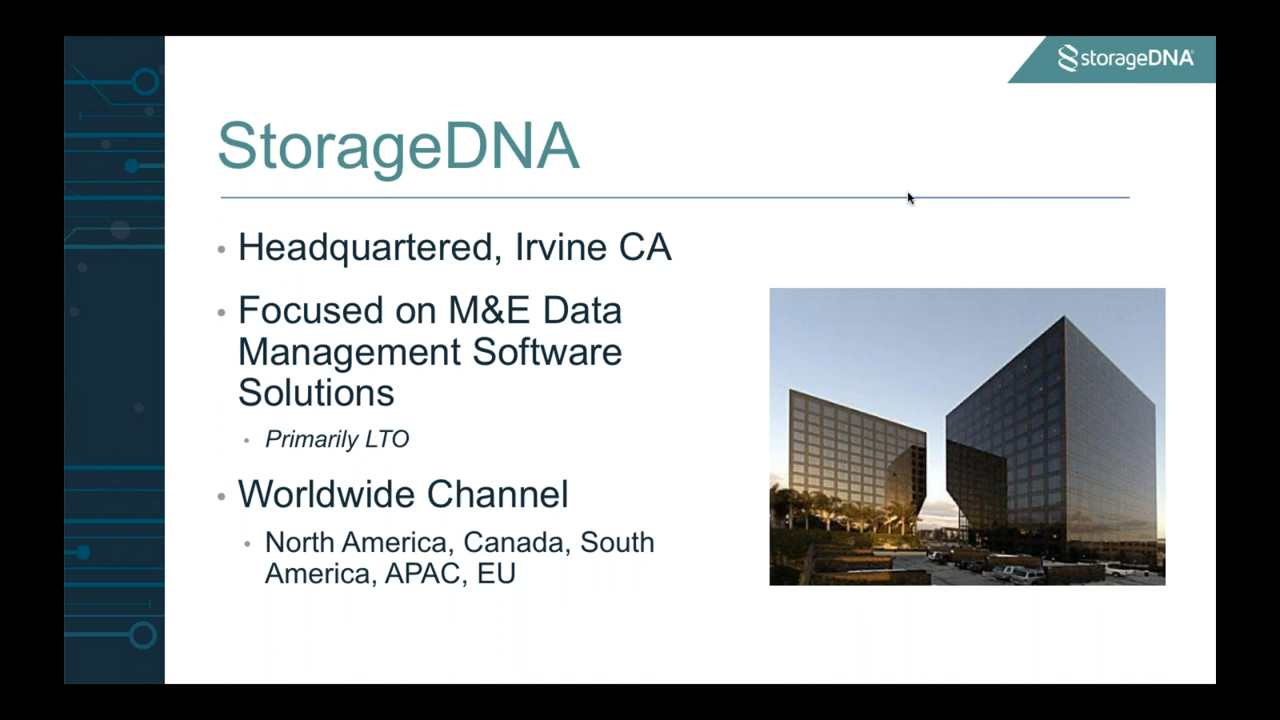 storageDNA
StorageDNA
• Headquartered, Irvine CA
• Focused on M&E Data
Management Software
Solutions
• Primarily LTO
• Worldwide Channel
• North America, Canada, South
America, APAC, EU